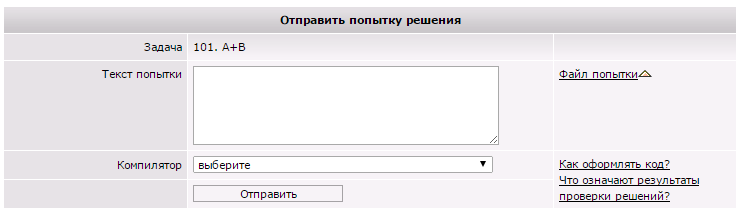 Отправить попытку решения
Задача 101. A+B
Текст попытки Файл попытки
Компилятор выберите Как оформлять код?
Что означают результаты
Отправить проверки решений?